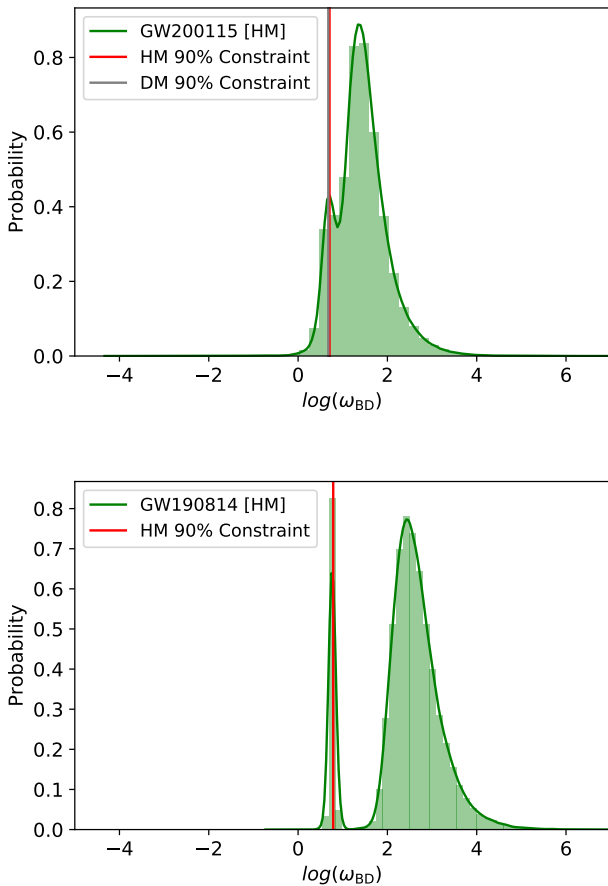 GW200115 [HM]
HM 90% Constraint
DM 90% Constraint
Probability
0.8
0.6
0.4
0.2
0.0
−4 −2 0 2 4 6
log(ω_BD)
GW190814 [HM]
HM 90% Constraint
Probability
0.8
0.7
0.6
0.5
0.4
0.3
0.2
0.1
0.0
−4 −2 0 2 4 6
log(ω_BD)